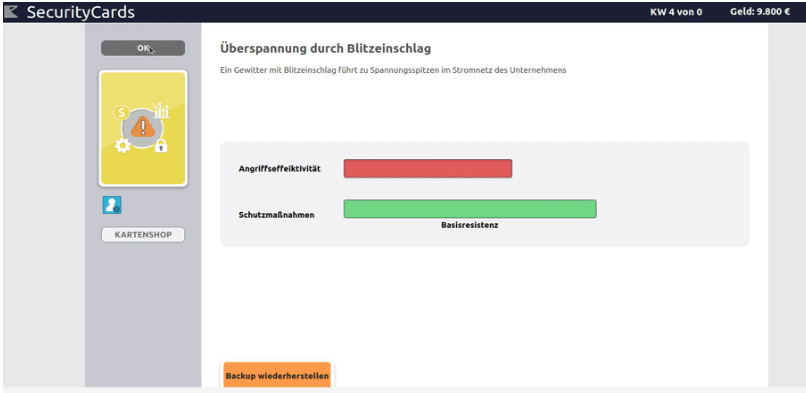 SecurityCards
KW 4 von 0
Geld: 9.800 €
OK
Überspannung durch Blitzeinschlag
Ein Gewitter mit Blitzeinschlag führt zu Spannungsspitzen im Stromnetz des Unternehmens
Angriffseffeiktivität
Schutzmaßnahmen
Basisresistenz
KARTENSHOP
Backup wiederherstellen